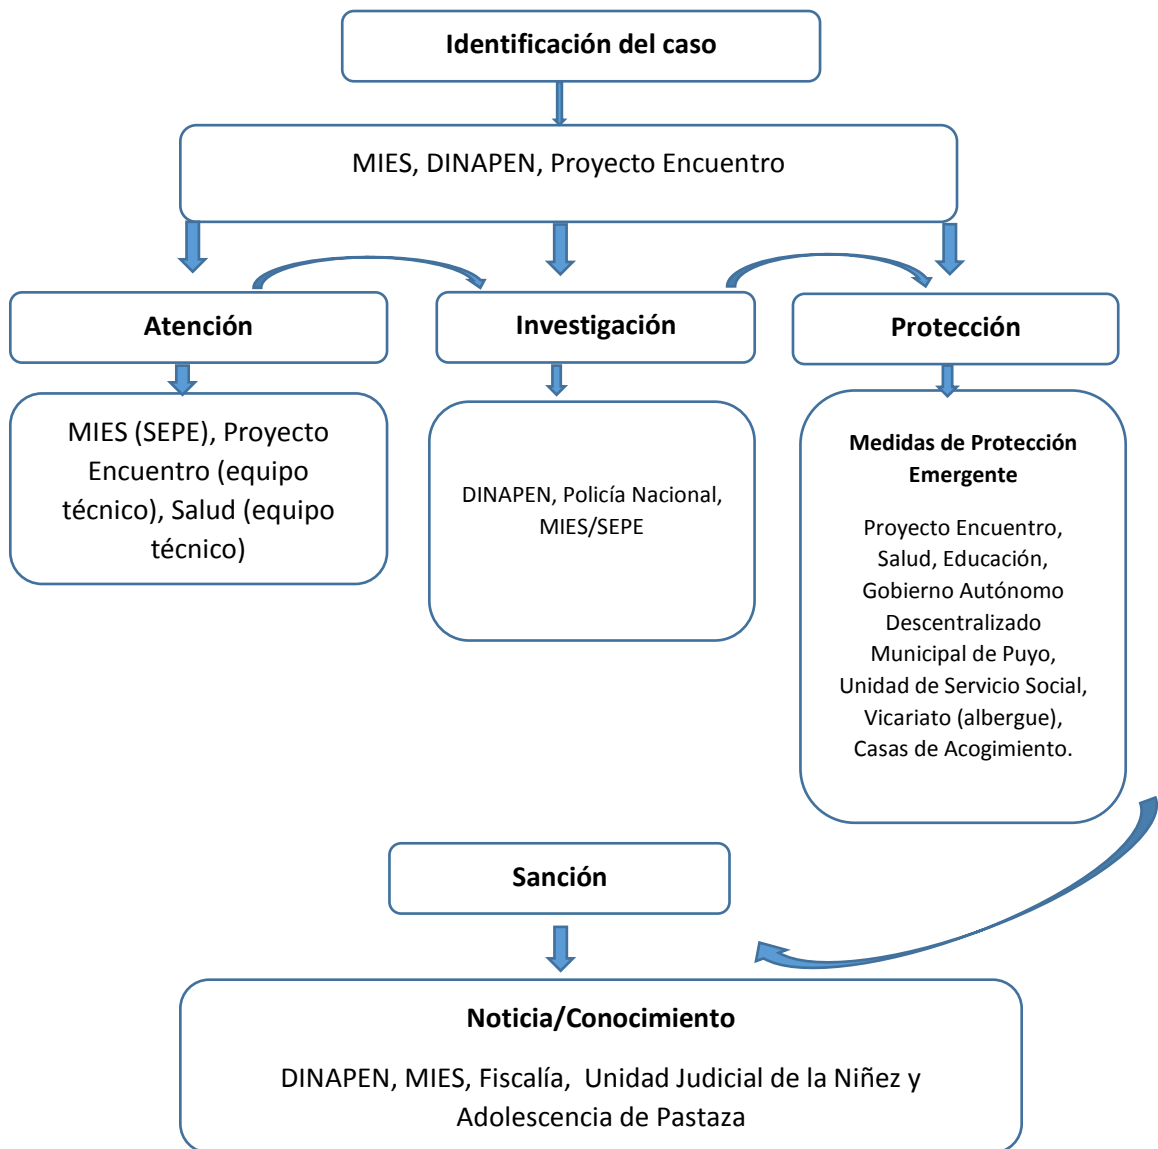 Identificación del caso
MIES, DINAPEN, Proyecto Encuentro
Atención
Investigación
Protección
MIES (SEPE), Proyecto
Encuentro (equipo
técnico), Salud (equipo
técnico)
DINAPEN, Policía Nacional,
MIES/SEPE
Medidas de Protección
Emergente
Proyecto Encuentro,
Salud, Educación,
Gobierno Autónomo
Descentralizado
Municipal de Puyo,
Unidad de Servicio Social,
Vicariato (albergue),
Casas de Acogimiento.
Sanción
Noticia/Conocimiento
DINAPEN, MIES, Fiscalía, Unidad Judicial de la Niñez y
Adolescencia de Pastaza